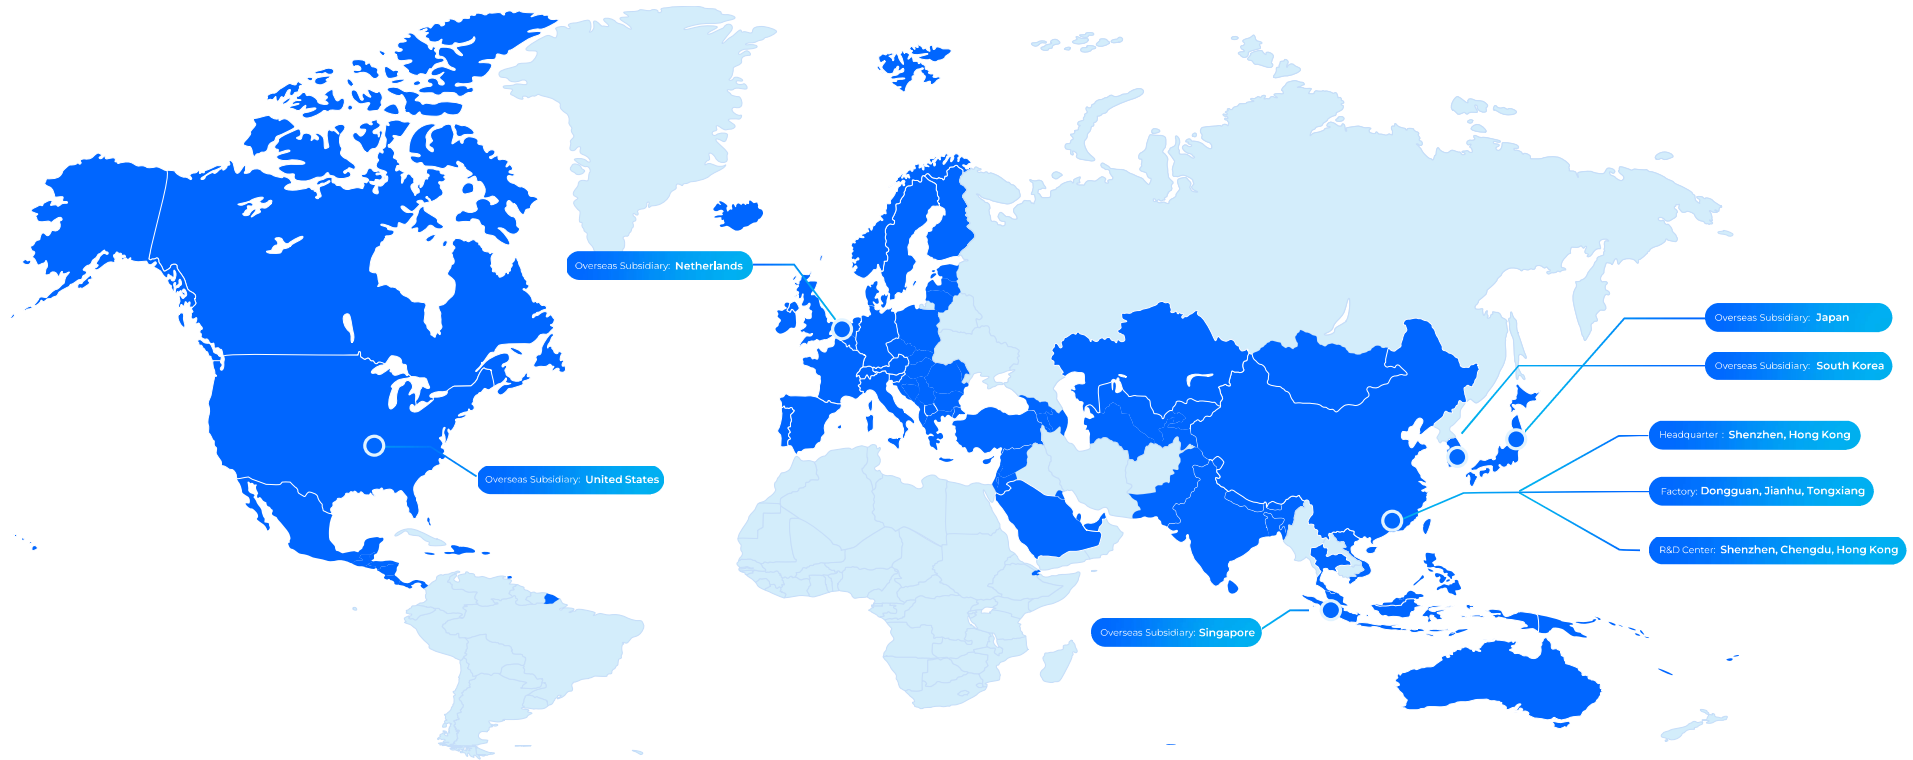 Overseas Subsidiary: Netherlands
Overseas Subsidiary: Japan
Overseas Subsidiary: South Korea
Headquarter : Shenzhen, Hong Kong
Overseas Subsidiary: United States
Factory: Dongguan, Jianhu, Tongxiang
R&D Center: Shenzhen, Chengdu, Hong Kong
Overseas Subsidiary: Singapore